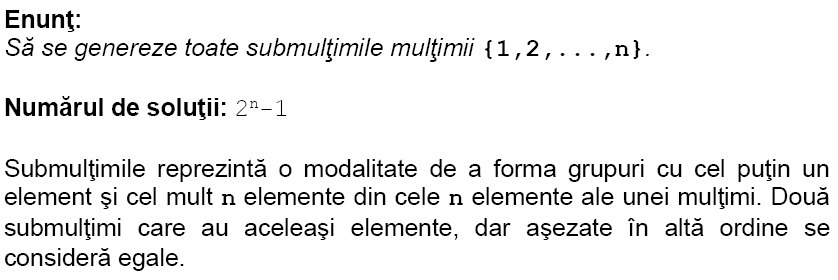 Enunţ:
Să se genereze toate submulţimile mulţimii {1,2,...,n}.
Numărul de soluţii: 2ⁿ-1
Submulţimile reprezintă o modalitate de a forma grupuri cu cel puţin un
element şi cel mult n elemente din cele n elemente ale unei mulţimi. Două
submulţimi care au aceleaşi elemente, dar aşezate în altă ordine se
consideră egale.